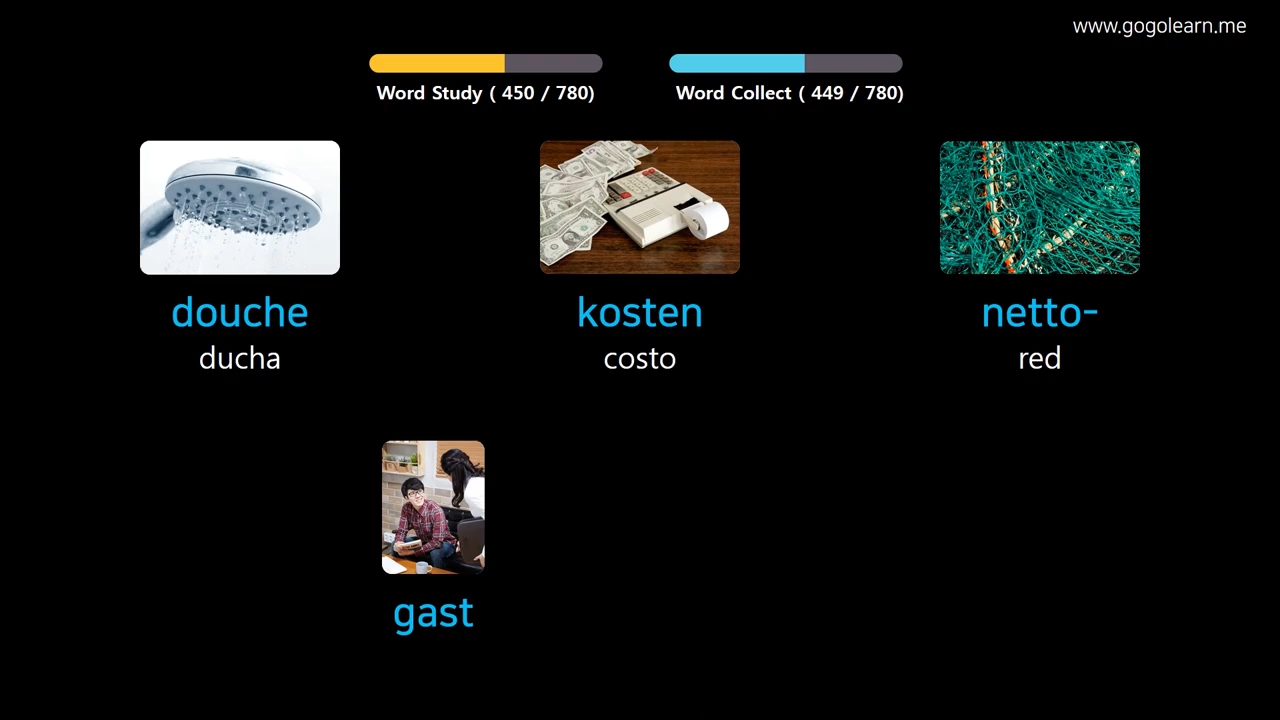 www.gogolearn.me
Word Study ( 450 / 780)
Word Collect ( 449 / 780)
douche
ducha
kosten
costo
netto-
red
gast